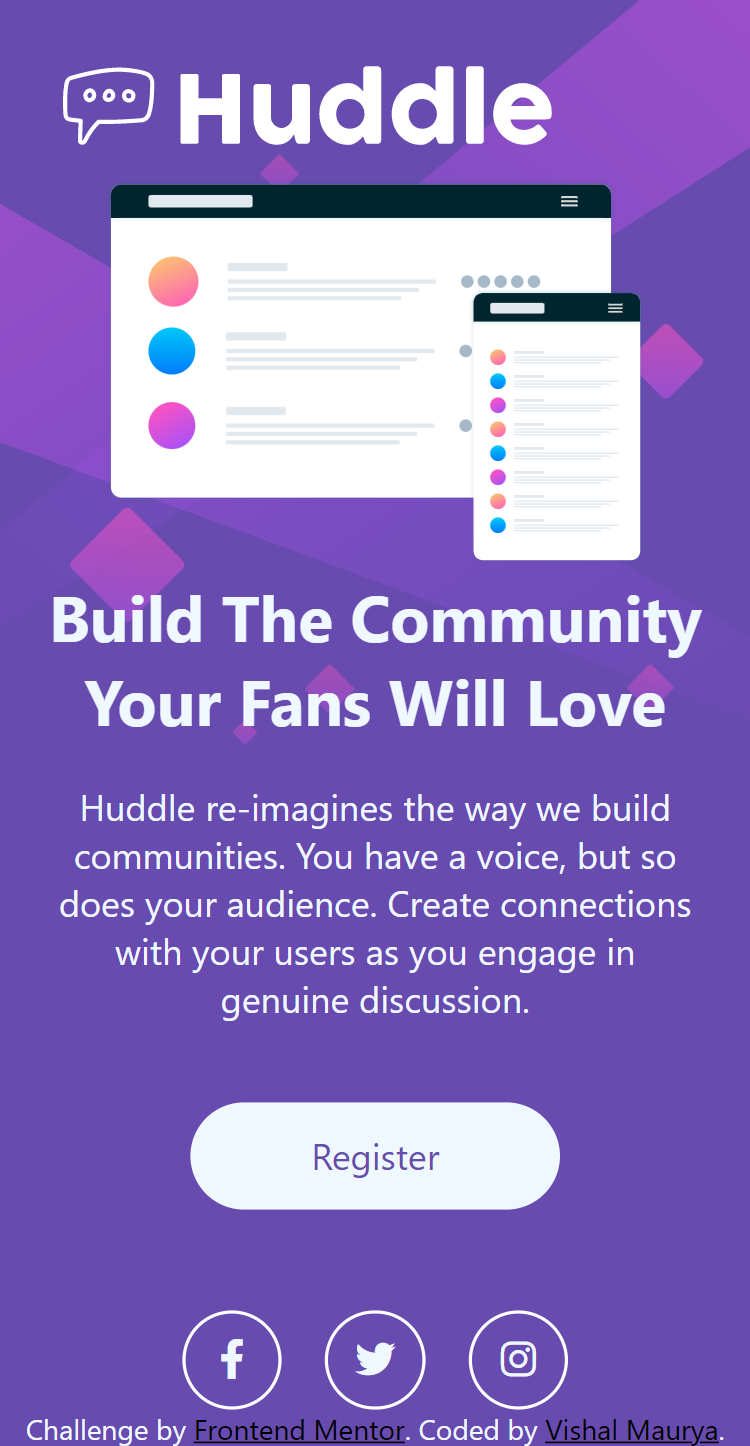 Huddle
Build The Community
Your Fans Will Love
Huddle re-imagines the way we build
communities. You have a voice, but so
does your audience. Create connections
with your users as you engage in
genuine discussion.
Register
Challenge by Frontend Mentor. Coded by Vishal Maurya.